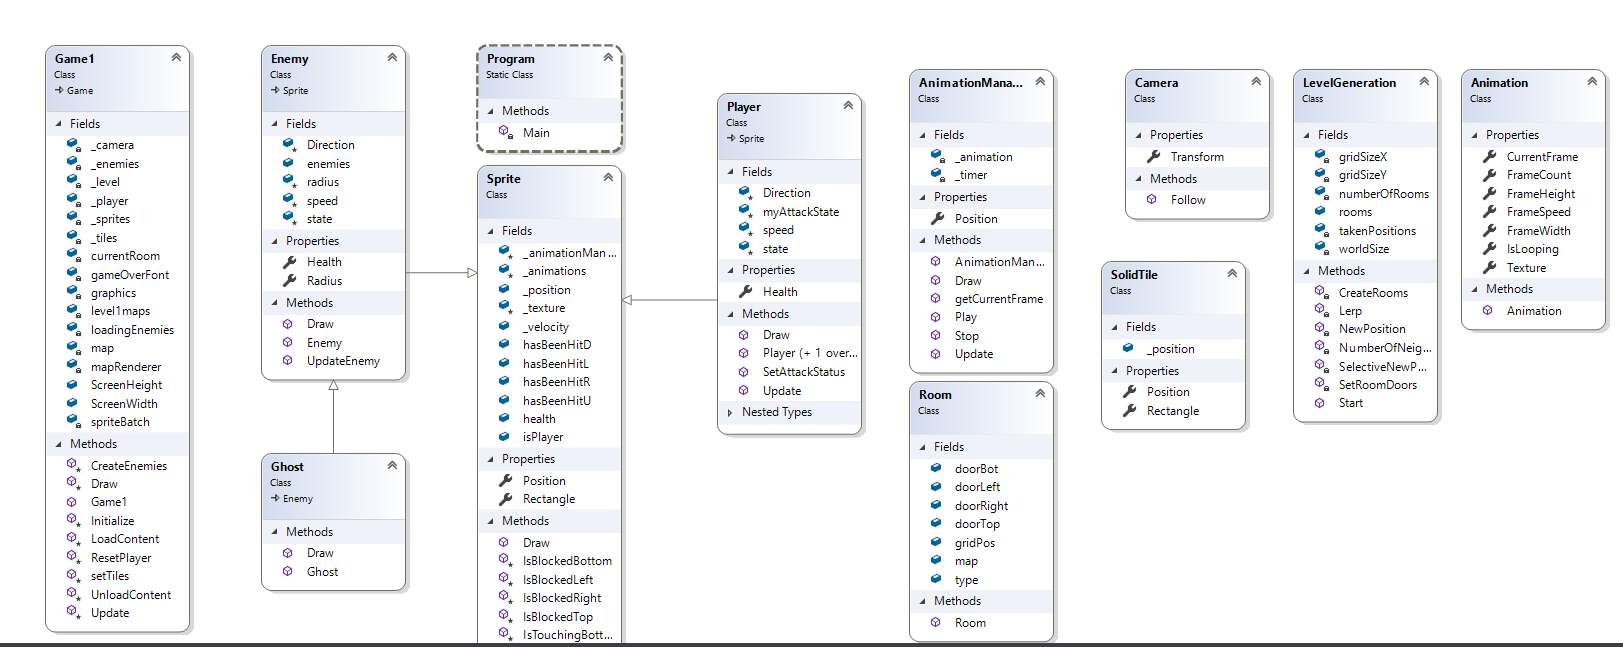 Game1
Class
Game
Fields
_camera
_enemies
_level
_player
_sprites
_tiles
currentRoom
gameOverFont
graphics
level1maps
loadingEnemies
map
mapRenderer
ScreenHeight
ScreenWidth
spriteBatch
Methods
CreateEnemies
Draw
Game1
Initialize
LoadContent
ResetPlayer
setTiles
UnloadContent
Update
Enemy
Class
Sprite
Fields
Direction
enemies
radius
speed
state
Properties
Health
Radius
Methods
Draw
Enemy
UpdateEnemy
Ghost
Class
Enemy
Methods
Draw
Ghost
Program
Static Class
Methods
Main
Sprite
Class
Fields
_animationMan...
_animations
_position
_texture
_velocity
hasBeenHitD
hasBeenHitL
hasBeenHitR
hasBeenHitU
health
isPlayer
Properties
Position
Rectangle
Methods
Draw
IsBlockedBottom
IsBlockedLeft
IsBlockedRight
IsBlockedTop
IsTouchingBott...
Player
Class
Sprite
Fields
Direction
myAttackState
speed
state
Properties
Health
Methods
Draw
Player (+ 1 over...
SetAttackStatus
Update
Nested Types
AnimationMana...
Class
Fields
_animation
_timer
Properties
Position
Methods
AnimationMan...
Draw
getCurrentFrame
Play
Stop
Update
Room
Class
Fields
doorBot
doorLeft
doorRight
doorTop
gridPos
map
type
Methods
Room
Camera
Class
Properties
Transform
Methods
Follow
SolidTile
Class
Fields
_position
Properties
Position
Rectangle
LevelGeneration
Class
Fields
gridSizeX
gridSizeY
numberOfRooms
rooms
takenPositions
worldSize
Methods
CreateRooms
Lerp
NewPosition
NumberOfNeig...
SelectiveNewP...
SetRoomDoors
Start
Animation
Class
Properties
CurrentFrame
FrameCount
FrameHeight
FrameSpeed
FrameWidth
IsLooping
Texture
Methods
Animation